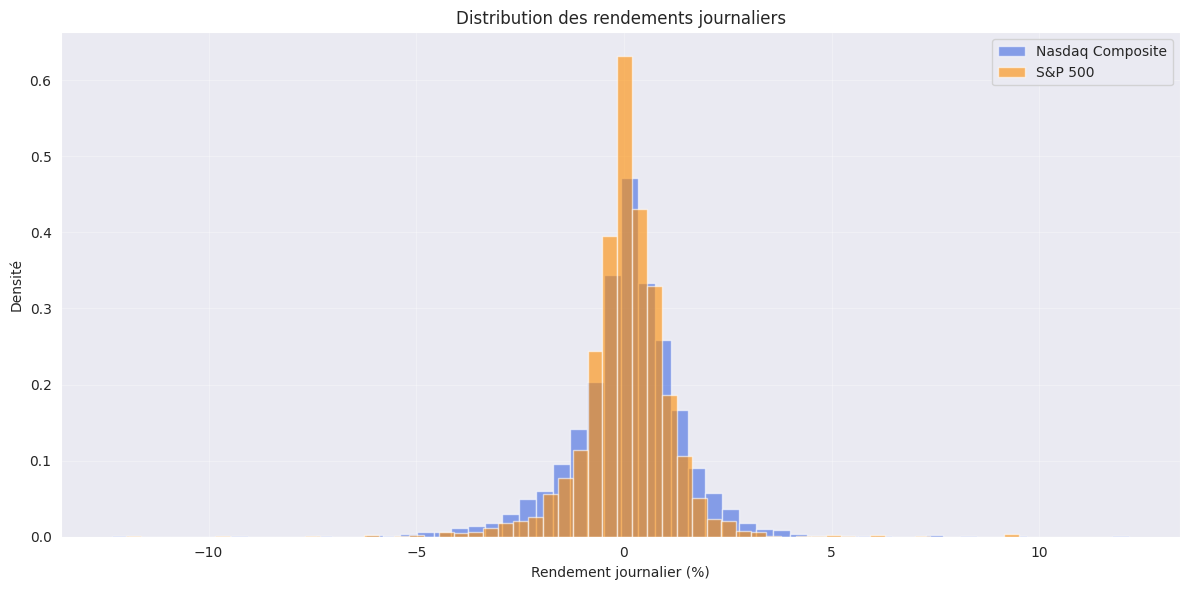 Distribution des rendements journaliers
Nasdaq Composite
S&P 500
Densité
0.6
0.5
0.4
0.3
0.2
0.1
0.0
−10
−5
0
5
10
Rendement journalier (%)